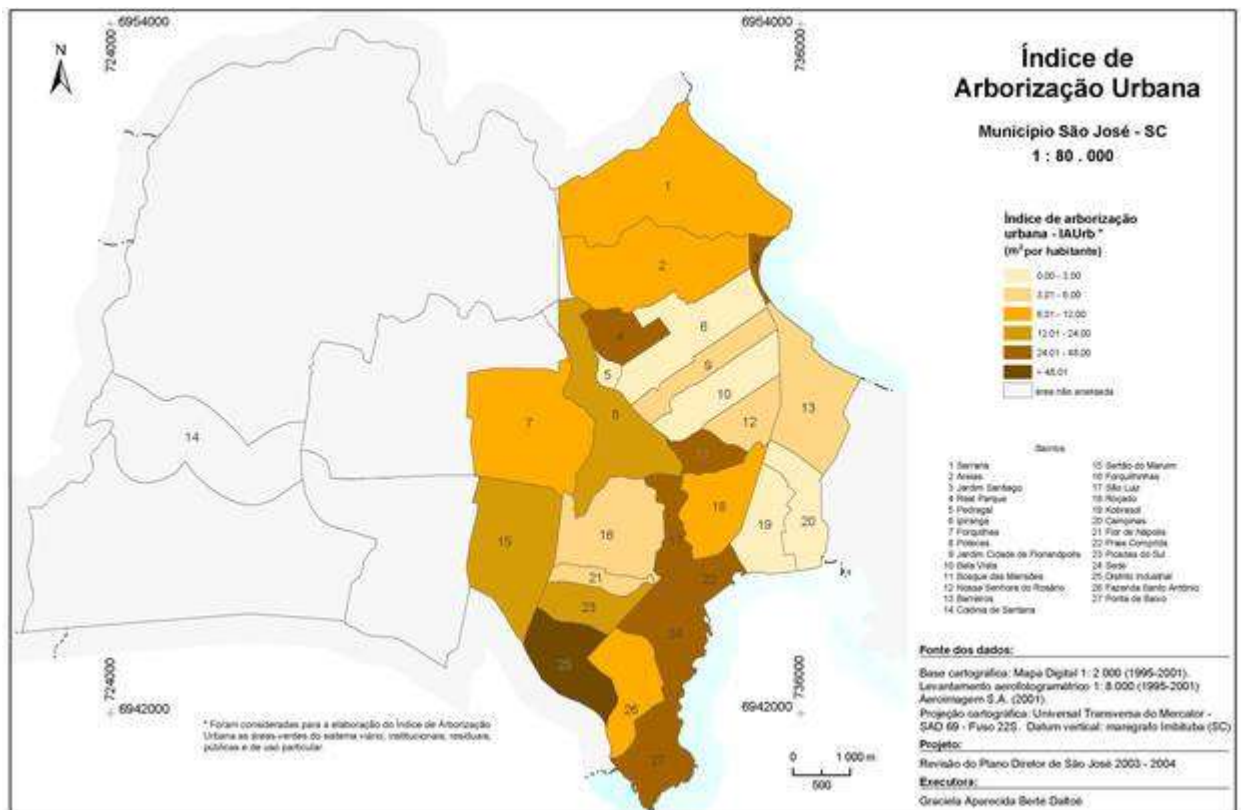 6954000
6954000
724000
736000
N
Índice de
Arborização Urbana
Município São José - SC
1 : 80 . 000
Índice de arborização
urbana - IAUrb *
(m² por habitante)
0.00 - 3.00
3.01 - 6.00
6.01 - 12.00
12.01 - 24.00
24.01 - 48.00
> 48.01
área não analisada
1
2
4
6
5
9
8
10
7
12
13
14
11
18
19
20
15
16
17
21
22
23
24
25
26
27
Bairros
1 Serraria
2 Areias
3 Jardim Santiago
4 Real Parque
5 Pedregal
6 Ipiranga
7 Forquilhas
8 Potecas
9 Jardim Cidade de Florianópolis
10 Bela Vista
11 Bosque das Mansões
12 Nossa Senhora do Rosário
13 Barreiros
14 Colônia de Santana
15 Sertão do Maruim
16 Forquilhinhas
17 São Luiz
18 Roçado
19 Kobrasol
20 Campinas
21 Flor de Nápolis
22 Praia Comprida
23 Picadas do Sul
24 Sede
25 Distrito Industrial
26 Fazenda Santo Antônio
27 Ponta de Baixo
724000
6942000
736000
6942000
* Foram consideradas para a elaboração do Índice de Arborização
Urbana as áreas verdes do sistema viário, institucionais, residuais,
públicas e de uso particular.
0 1 000 m
500
Fonte dos dados:
Base cartográfica: Mapa Digital 1: 2 000 (1995-2001).
Levantamento aerofotogramétrico 1: 8.000 (1995-2001)
Aeroimagem S.A. (2001).
Projeção cartográfica: Universal Transversa do Mercator -
SAD 69 - Fuso 22S. Datum vertical: marégrafo Imbituba (SC)
Projeto:
Revisão do Plano Diretor de São José 2003 - 2004
Executora:
Graciela Aparecida Berté Daltoé